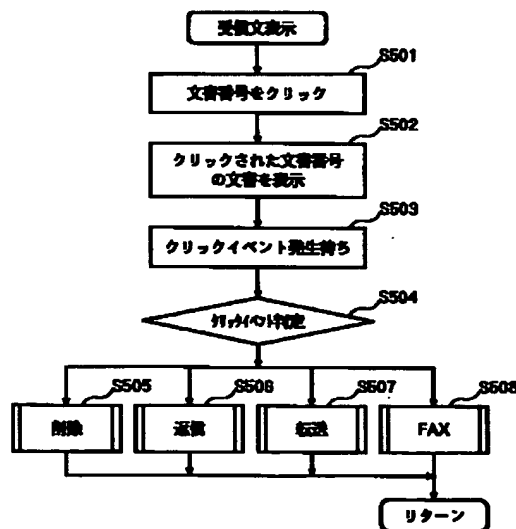 受信文表示
S501
文書番号をクリック
S502
クリックされた文書番号
の文書を表示
S503
クリックイベント発生待ち
S504
クリックイベント判定
S505
S506
S507
S508
削除
返信
転送
FAX
リターン